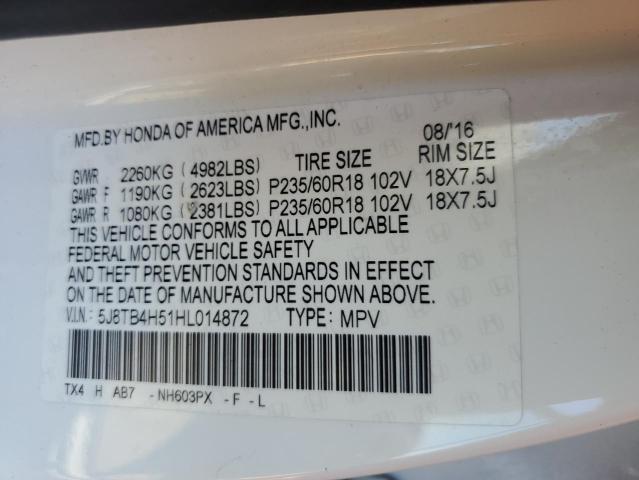 MFD.BY HONDA OF AMERICA MFG.,INC. 08/'16
GVWR 2260KG (4982LBS) TIRE SIZE RIM SIZE
GAWR F 1190KG (2623LBS) P235/60R18 102V 18X7.5J
GAWR R 1080KG (2381LBS) P235/60R18 102V 18X7.5J
THIS VEHICLE CONFORMS TO ALL APPLICABLE
FEDERAL MOTOR VEHICLE SAFETY
AND THEFT PREVENTION STANDARDS IN EFFECT
ON THE DATE OF MANUFACTURE SHOWN ABOVE.
V.I.N.: 5J8TB4H51HL014872 TYPE: MPV
TX4 H AB7 -NH603PX -F-L